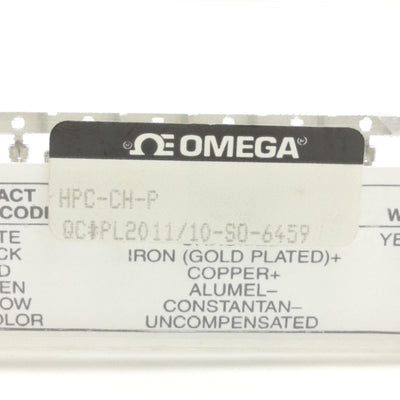 ΩE OMEGA®
HPC-CH-P
QC#PL2011/10-SO-6459
ACT
CODE
W
TE
YE
CK
IRON (GOLD PLATED)+
D
COPPER+
EN
ALUMEL–
OW
CONSTANTAN–
OLOR
UNCOMPENSATED